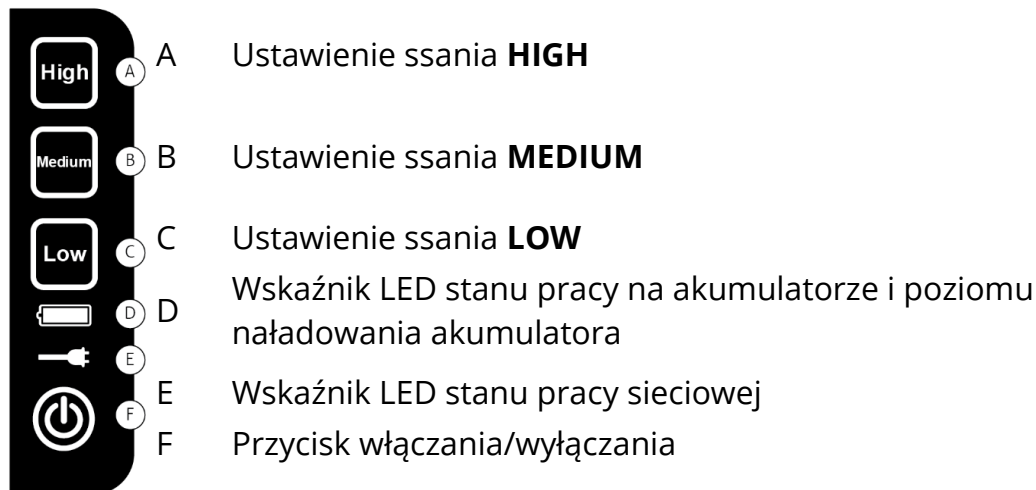 High A A Ustawienie ssania HIGH
Medium B B Ustawienie ssania MEDIUM
Low C C Ustawienie ssania LOW
D D Wskaźnik LED stanu pracy na akumulatorze i poziomu
naładowania akumulatora
E E Wskaźnik LED stanu pracy sieciowej
F F Przycisk włączania/wyłączania